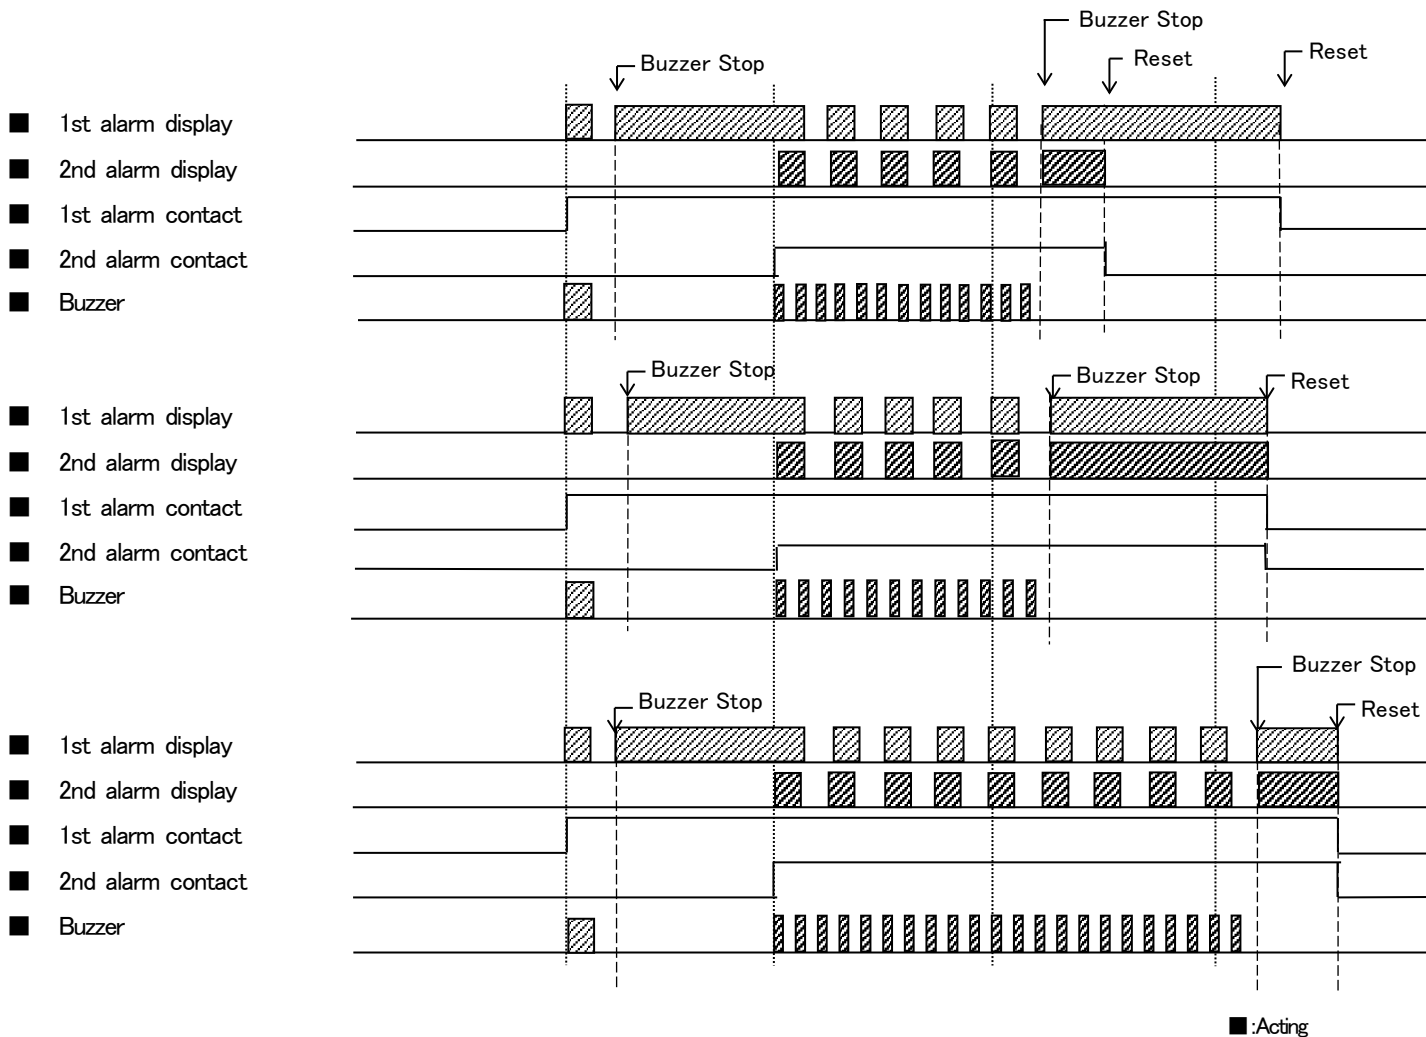 Buzzer Stop
Reset
Reset
Buzzer Stop
■ 1st alarm display
■ 2nd alarm display
■ 1st alarm contact
■ 2nd alarm contact
■ Buzzer
Buzzer Stop
Buzzer Stop
Reset
■ 1st alarm display
■ 2nd alarm display
■ 1st alarm contact
■ 2nd alarm contact
■ Buzzer
Buzzer Stop
Buzzer Stop
Reset
■ 1st alarm display
■ 2nd alarm display
■ 1st alarm contact
■ 2nd alarm contact
■ Buzzer
■:Acting